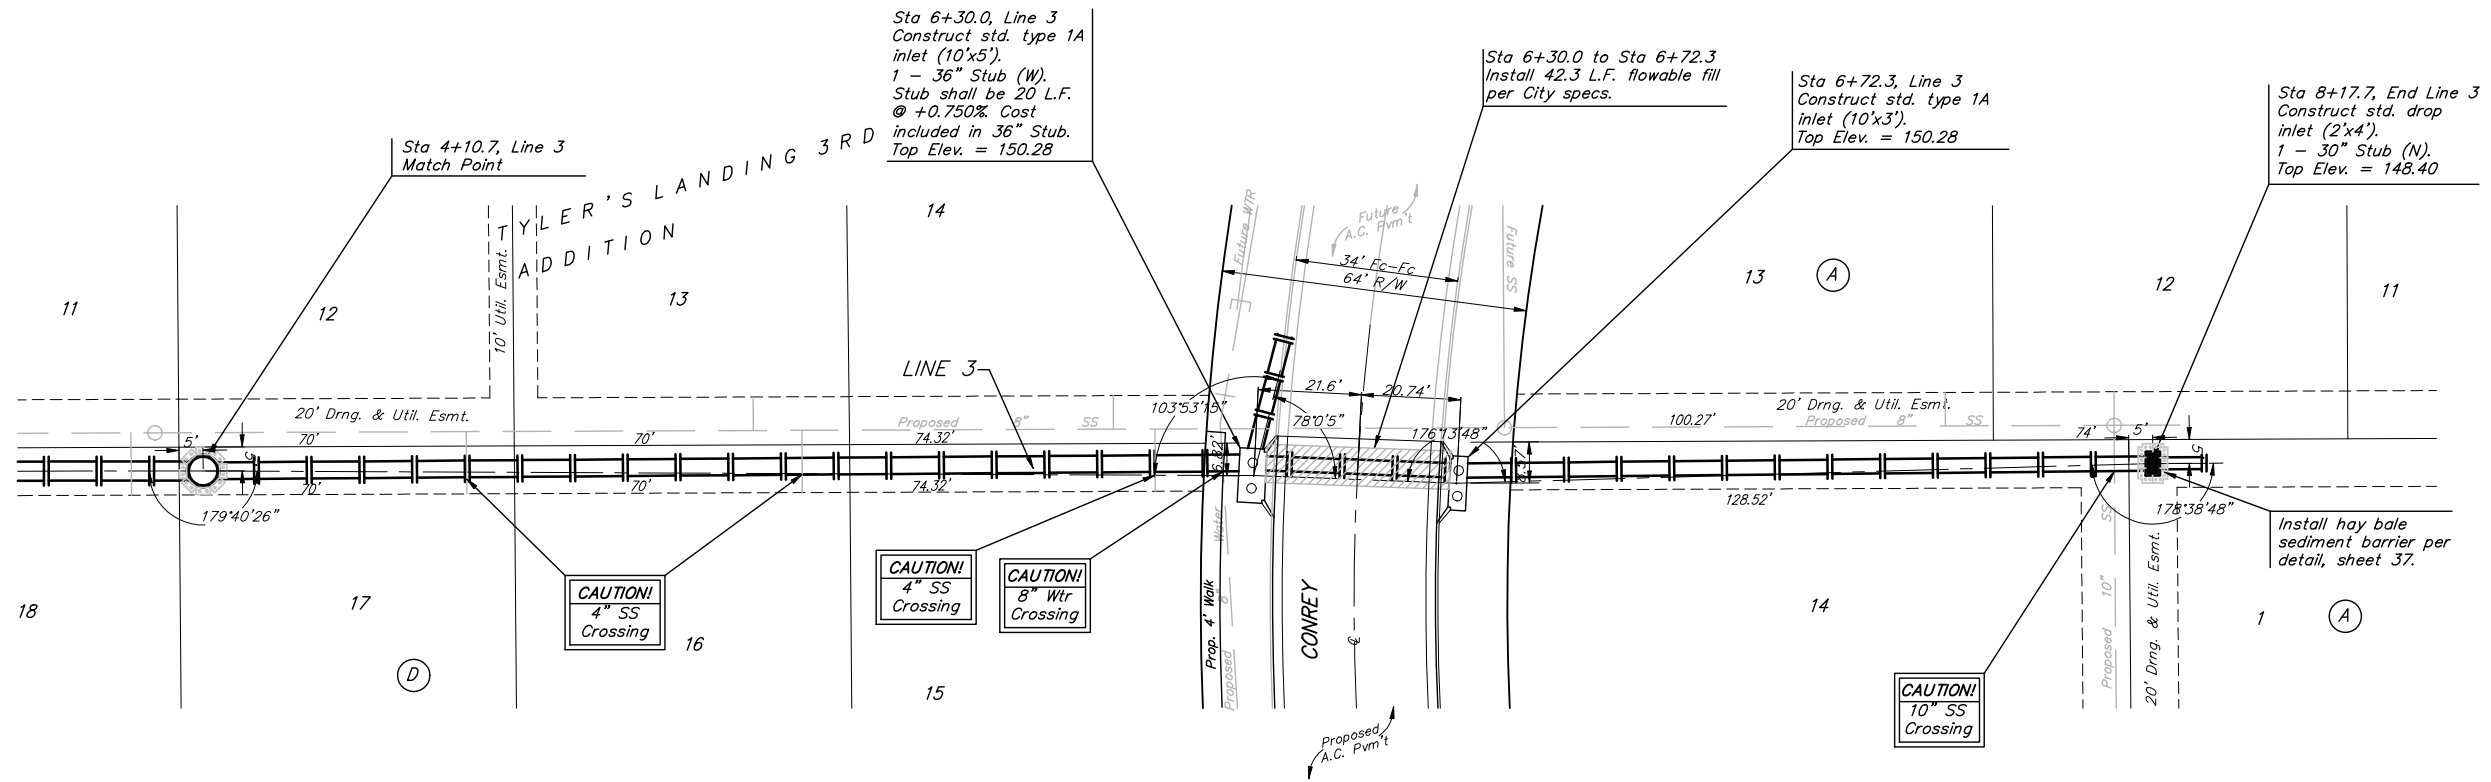 Sta 6+30.0, Line 3
Construct std. type 1A
inlet (10'x5').
1 - 36" Stub (W).
Stub shall be 20 L.F.
@ +0.750%. Cost
included in 36" Stub.
Top Elev. = 150.28
Sta 6+30.0 to Sta 6+72.3
Install 42.3 L.F. flowable fill
per City specs.
Sta 6+72.3, Line 3
Construct std. type 1A
inlet (10'x3').
Top Elev. = 150.28
Sta 8+17.7, End Line 3
Construct std. drop
inlet (2'x4').
1 - 30" Stub (N).
Top Elev. = 148.40
Sta 4+10.7, Line 3
Match Point
TYLER'S LANDING 3RD
ADDITION
14
11
12
10' Util. Esmt.
13
Future WTR
Future
A.C. Pvm't
34' Fc-Fc
64' R/W
Future SS
13
A
12
11
LINE 3
20' Drng. & Util. Esmt.
Proposed 8" SS
103°53'15"
21.6'
20.74'
78°0'5"
176°13'48"
100.27'
20' Drng. & Util. Esmt.
Proposed 8" SS
5'
70'
70'
74.32'
6.82'
74'
5'
5'
5'
70'
70'
74.32'
128.52'
179°40'26"
178°38'48"
CAUTION!
4" SS
Crossing
CAUTION!
4" SS
Crossing
CAUTION!
8" Wtr
Crossing
Prop. 4' Walk
Proposed 8" Water
CONREY
℄
Install hay bale
sediment barrier per
detail, sheet 37.
18
17
16
15
14
1
A
D
Proposed 10" SS
20' Drng. & Util. Esmt.
CAUTION!
10" SS
Crossing
Proposed
A.C. Pvm't